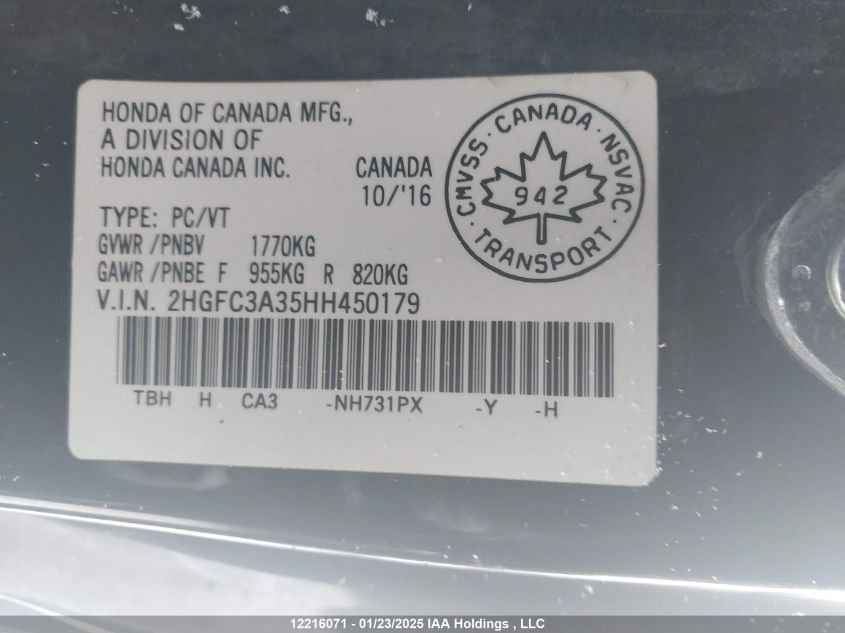 HONDA OF CANADA MFG.,
A DIVISION OF
HONDA CANADA INC.
CANADA
10/'16
TYPE: PC/VT
GVWR /PNBV 1770KG
GAWR /PNBE F 955KG R 820KG
V.I.N. 2HGFC3A35HH450179
TBH H CA3 -NH731PX -Y -H
CMVSS · CANADA · NSVAC · TRANSPORT ·
942
12216071 - 01/23/2025 IAA Holdings , LLC